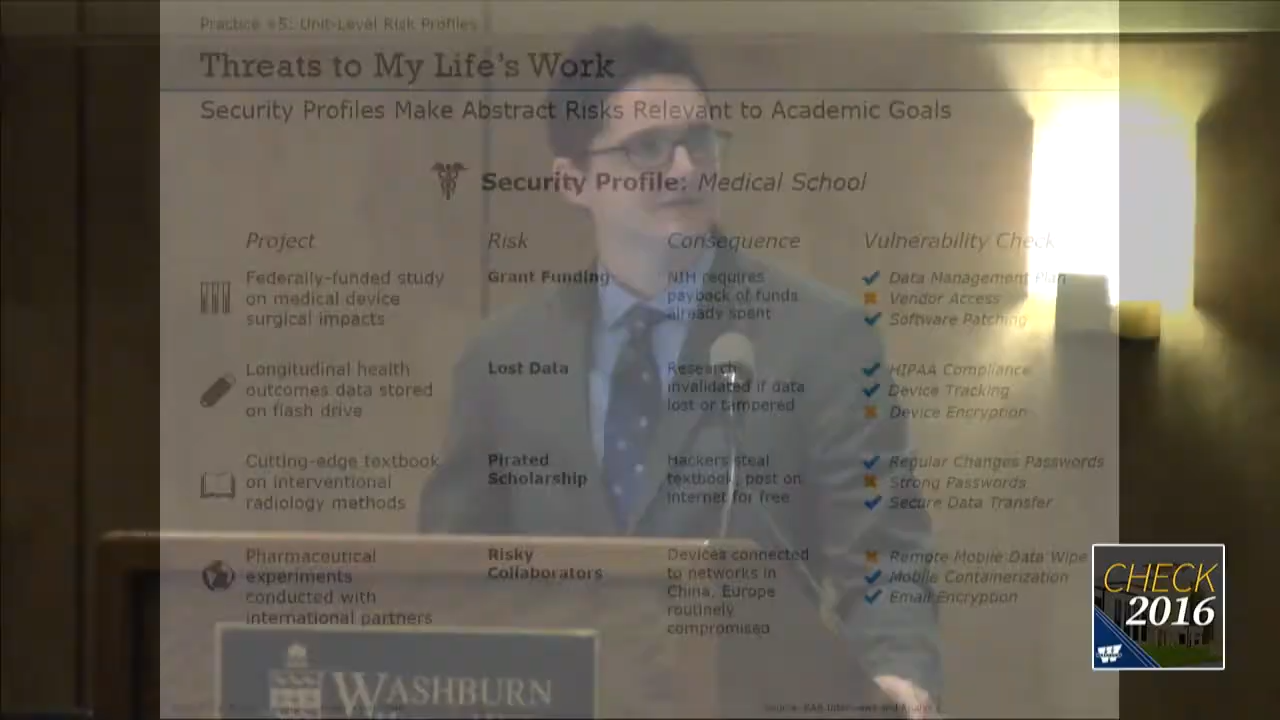 Practice #5: Unit-Level Risk Profiles
Threats to My Life's Work
Security Profiles Make Abstract Risks Relevant to Academic Goals
Security Profile: Medical School
Project Risk Consequence Vulnerability Check
Federally-funded study
on medical device
surgical impacts
Grant Funding
NIH requires
payback of funds
already spent
Data Management Plan
Vendor Access
Software Patching
Longitudinal health
outcomes data stored
on flash drive
Lost Data
Research
invalidated if data
lost or tampered
HIPAA Compliance
Device Tracking
Device Encryption
Cutting-edge textbook
on interventional
radiology methods
Pirated
Scholarship
Hackers steal
textbook, post on
internet for free
Regular Changes Passwords
Strong Passwords
Secure Data Transfer
Pharmaceutical
experiments
conducted with
international partners
Risky
Collaborators
Devices connected
to networks in
China, Europe
routinely
compromised
Remote Mobile Data Wipe
Mobile Containerization
Email Encryption
CHECK
2016
WASHBURN
Source: EAB Interviews and Analysis